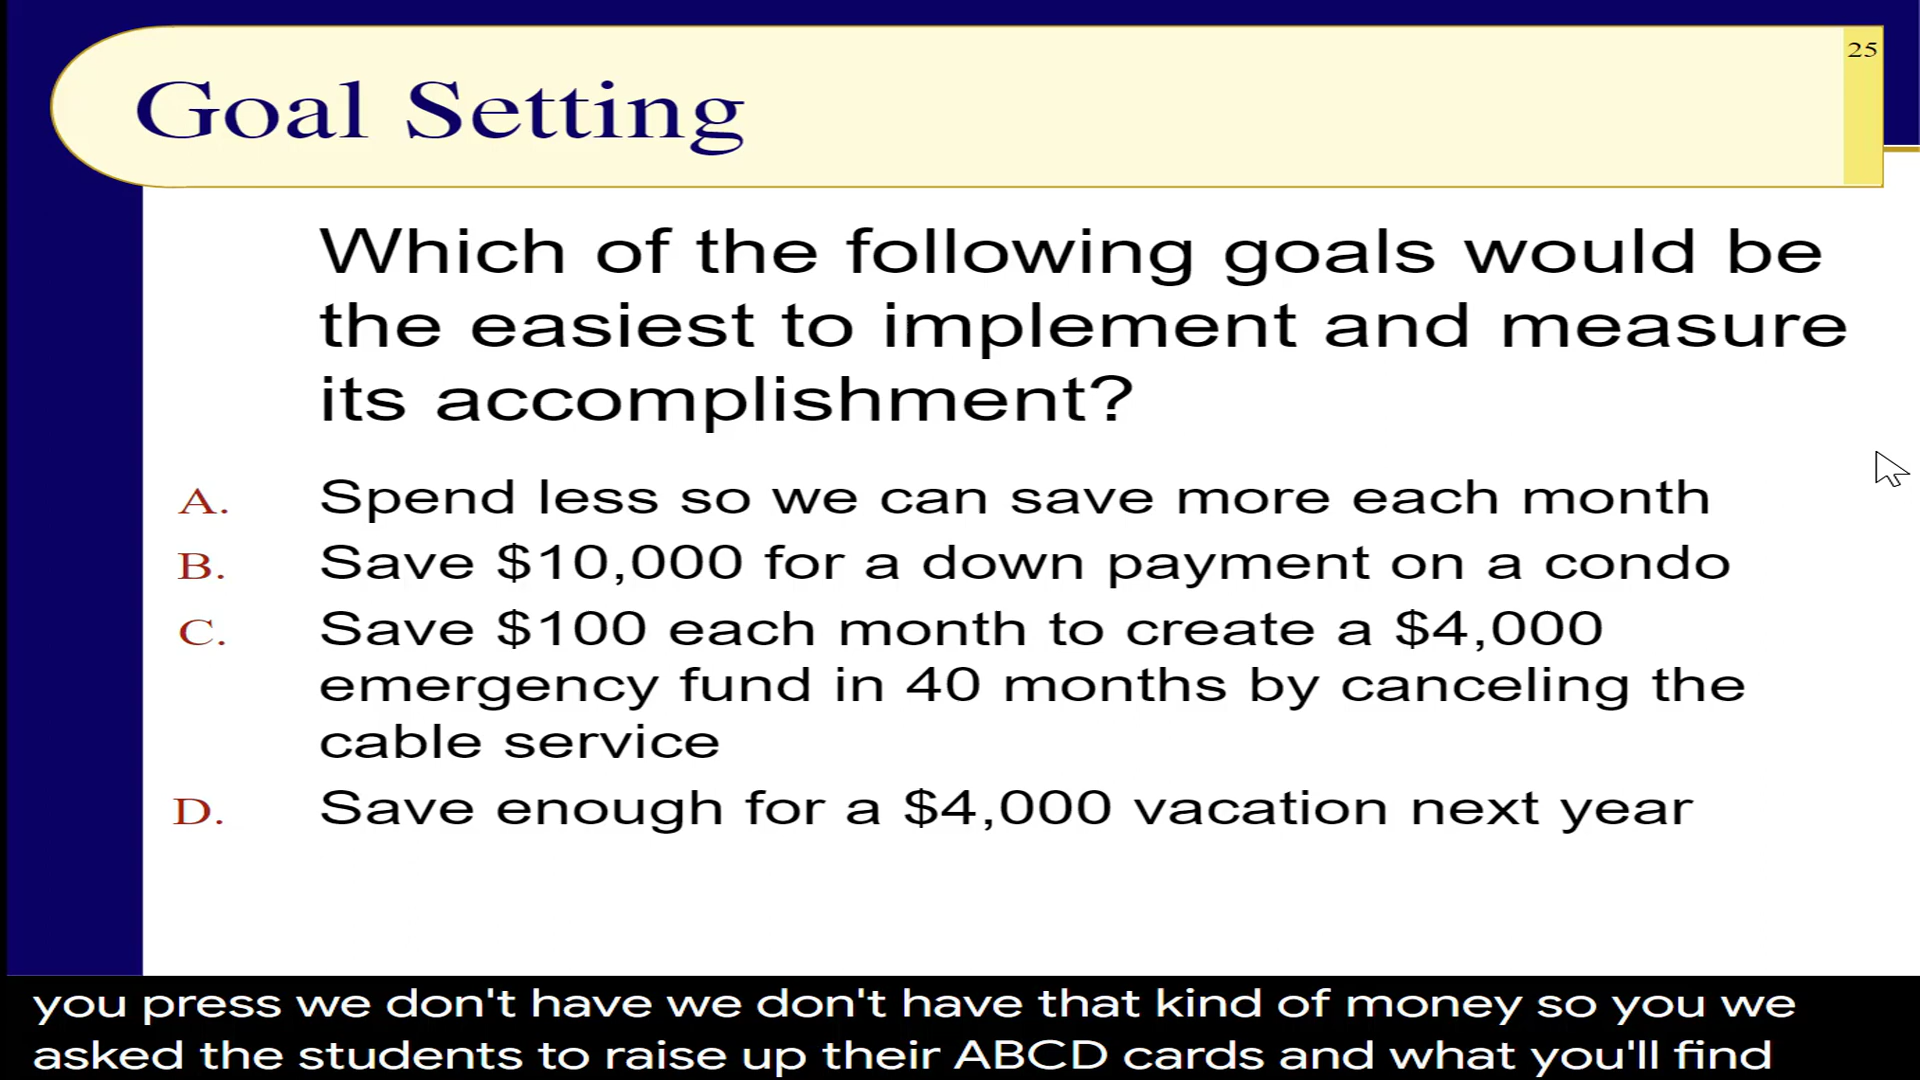 25
Goal Setting
Which of the following goals would be
the easiest to implement and measure
its accomplishment?
A. Spend less so we can save more each month
B. Save $10,000 for a down payment on a condo
C. Save $100 each month to create a $4,000
emergency fund in 40 months by canceling the
cable service
D. Save enough for a $4,000 vacation next year
you press we don't have we don't have that kind of money so you we
asked the students to raise up their ABCD cards and what you'll find